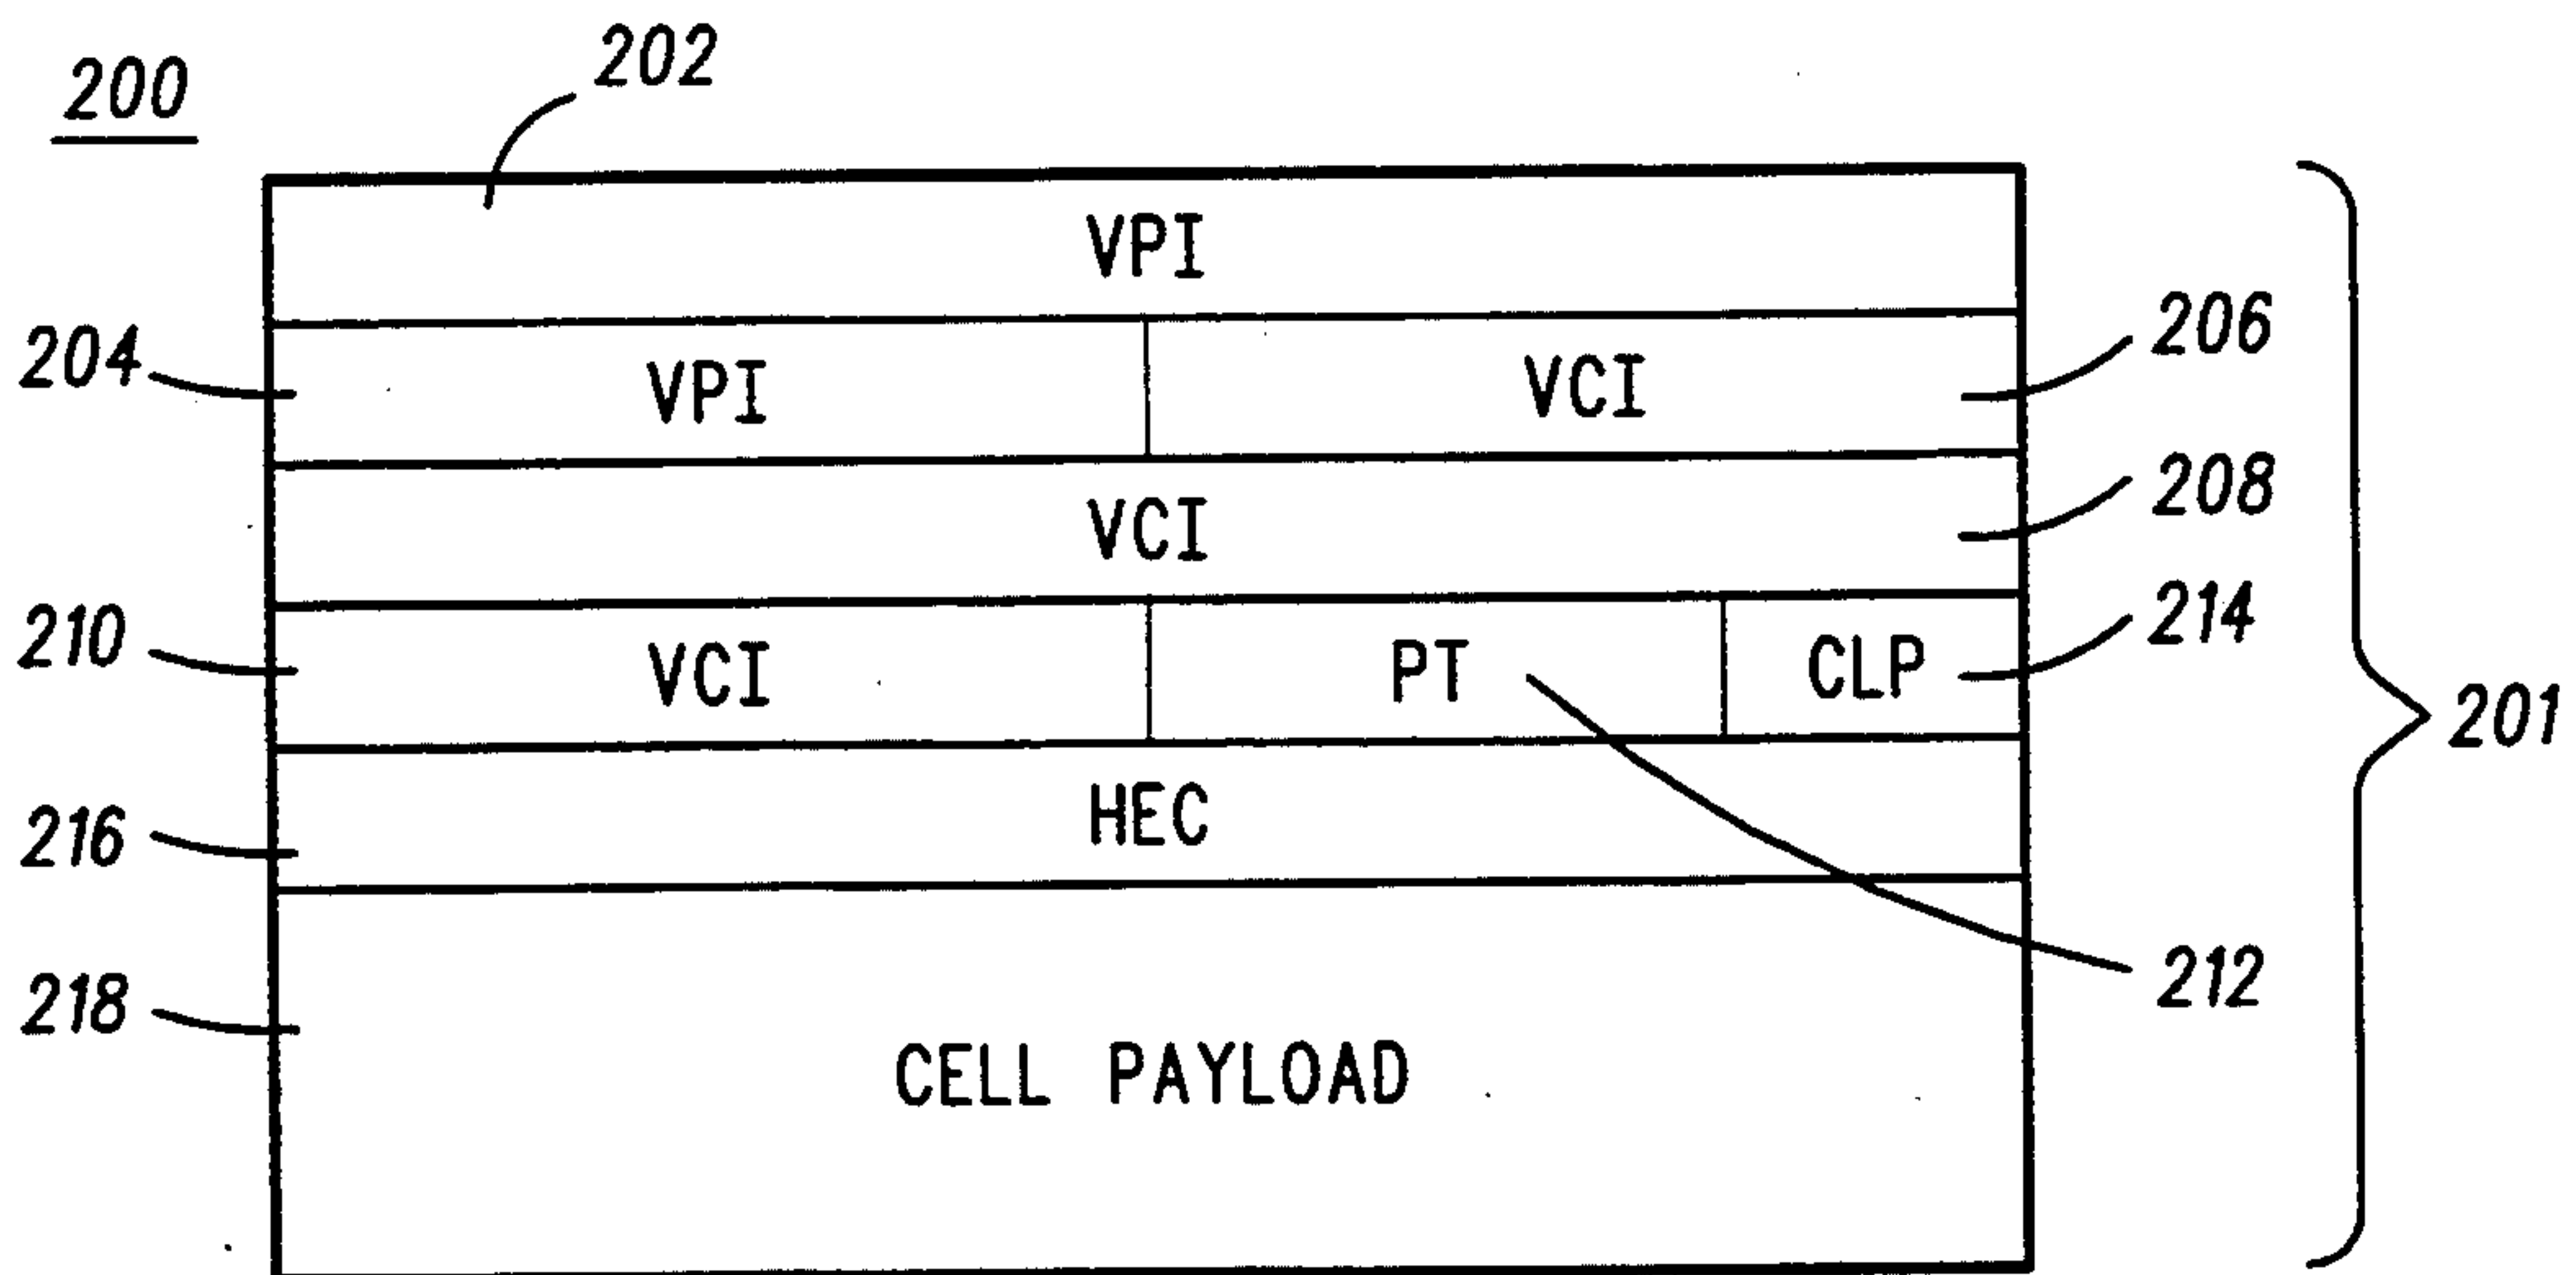 200
202
VPI
204 VPI VCI 206
VCI 208
210 VCI PT CLP 214
201
216 HEC
212
218 CELL PAYLOAD